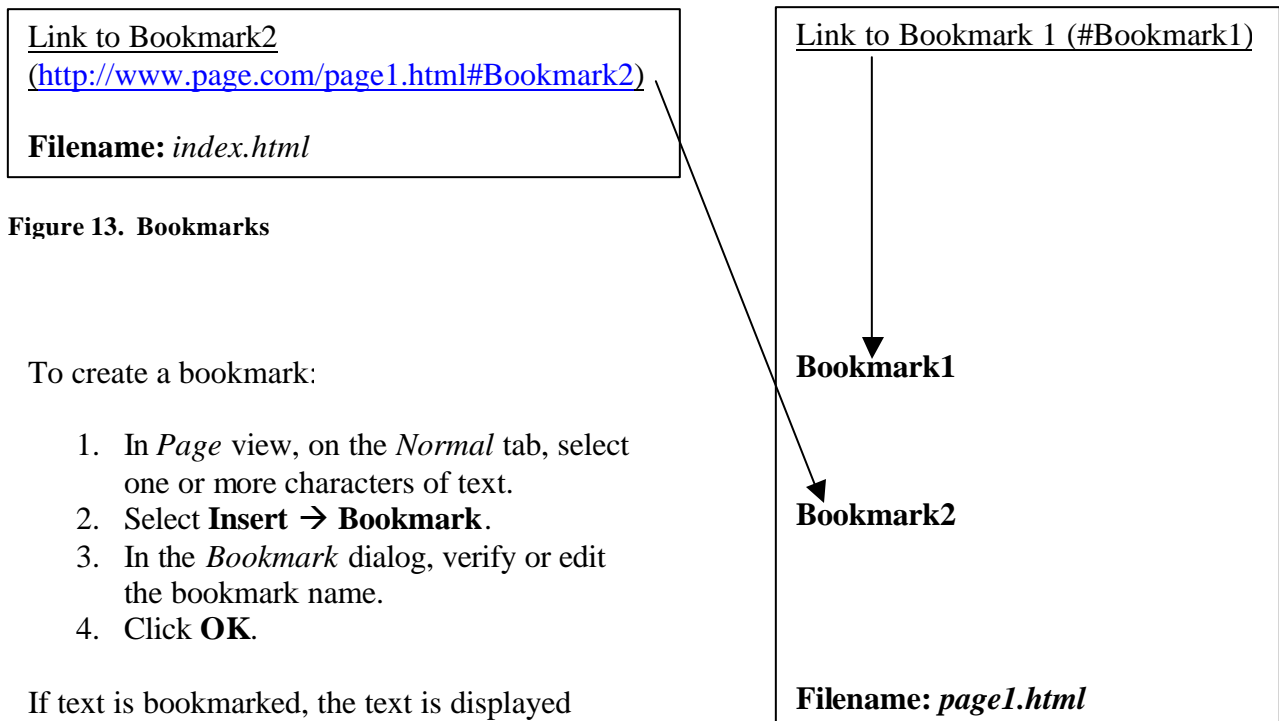 Link to Bookmark2
(http://www.page.com/page1.html#Bookmark2)
Filename: index.html
Figure 13. Bookmarks
To create a bookmark:
1. In Page view, on the Normal tab, select
one or more characters of text.
2. Select Insert → Bookmark.
3. In the Bookmark dialog, verify or edit
the bookmark name.
4. Click OK.
If text is bookmarked, the text is displayed
Link to Bookmark 1 (#Bookmark1)
Bookmark1
Bookmark2
Filename: page1.html